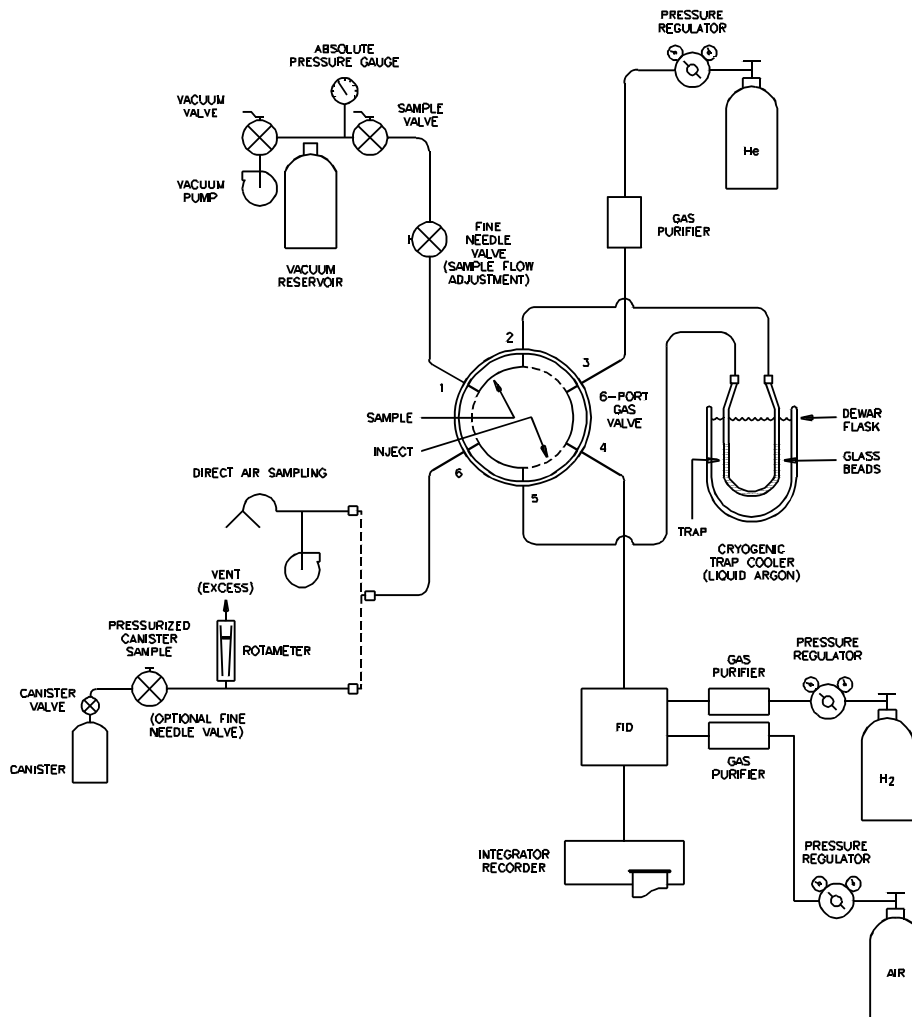 PRESSURE
REGULATOR
ABSOLUTE
PRESSURE GAUGE
VACUUM
VALVE
SAMPLE
VALVE
He
VACUUM
PUMP
GAS
PURIFIER
FINE
NEEDLE
VALVE
(SAMPLE FLOW
ADJUSTMENT)
VACUUM
RESERVOIR
2
3
1
6-PORT
GAS
VALVE
SAMPLE
INJECT
4
6
5
DEWAR
FLASK
GLASS
BEADS
TRAP
CRYOGENIC
TRAP COOLER
(LIQUID ARGON)
DIRECT AIR SAMPLING
VENT
(EXCESS)
PRESSURIZED
CANISTER
SAMPLE
ROTAMETER
CANISTER
VALVE
(OPTIONAL FINE
NEEDLE VALVE)
CANISTER
GAS
PURIFIER
PRESSURE
REGULATOR
FID
GAS
PURIFIER
H2
INTEGRATOR
RECORDER
PRESSURE
REGULATOR
AIR